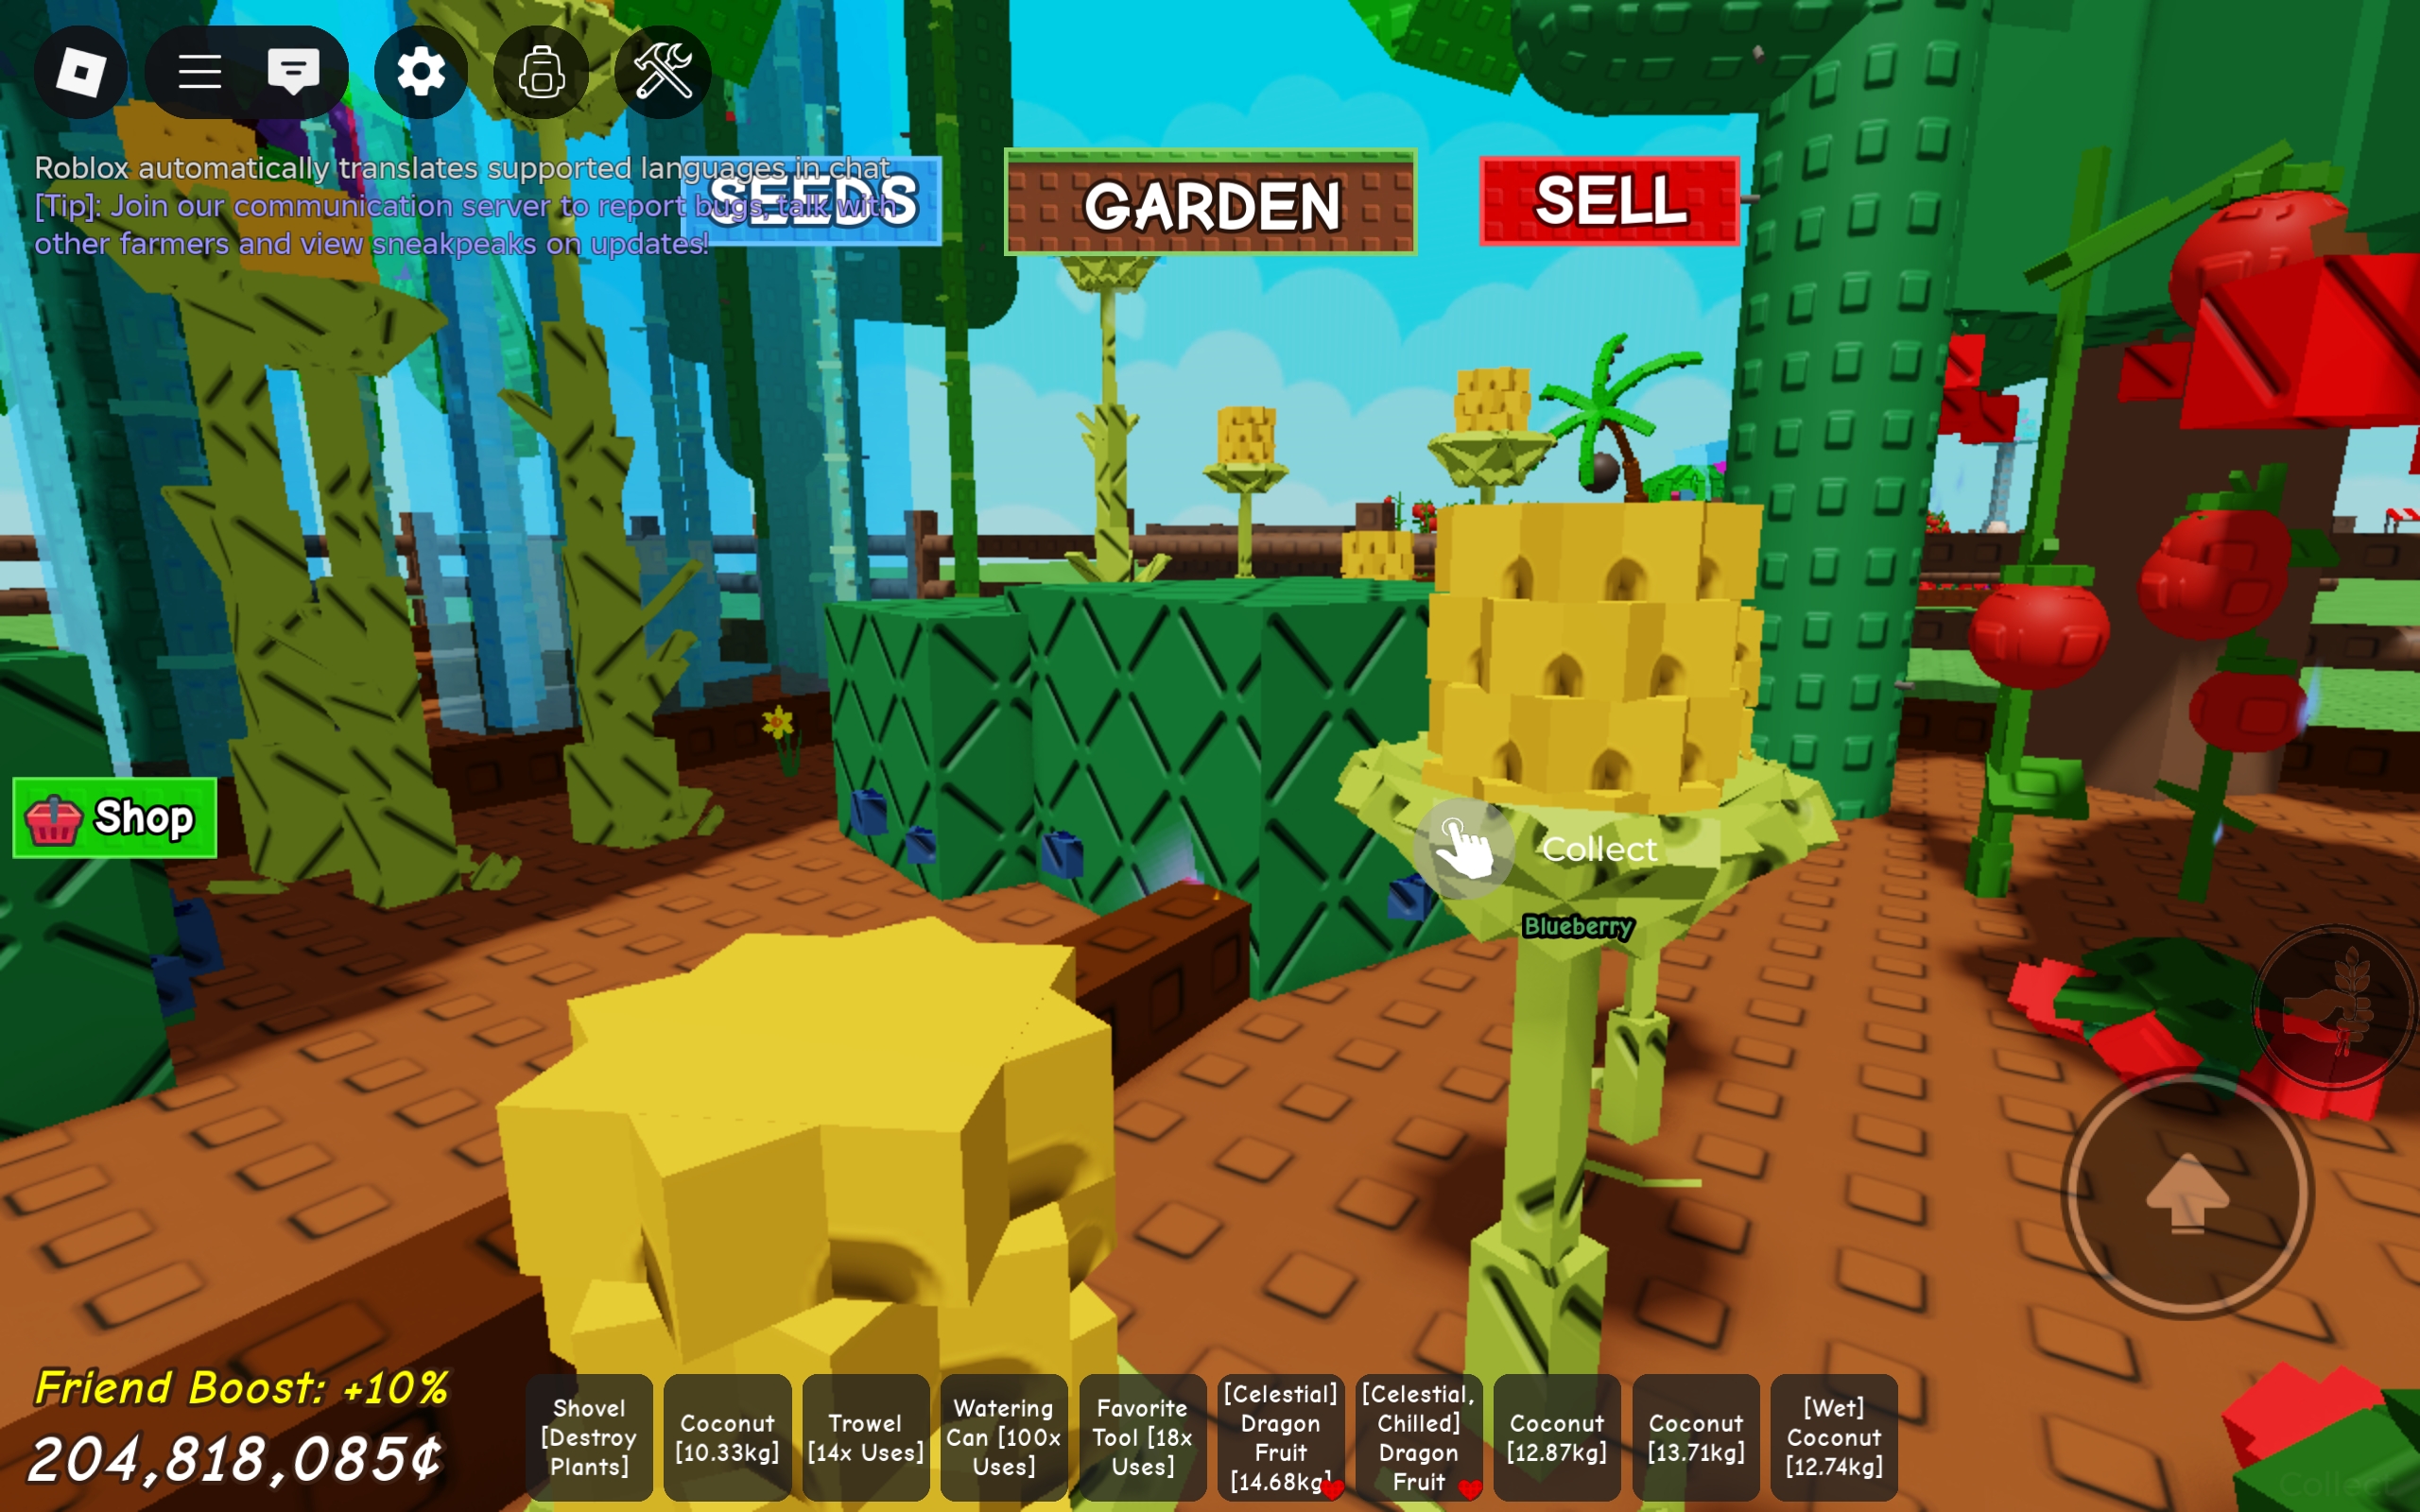 Roblox automatically translates supported languages in chat
[Tip]: Join our communication server to report bugs, talk with
other farmers and view sneakpeaks on updates!
SEEDS
GARDEN
SELL
Shop
Collect
Blueberry
Friend Boost: +10%
204,818,085¢
Shovel
[Destroy
Plants]
Coconut
[10.33kg]
Trowel
[14x Uses]
Watering
Can [100x
Uses]
Favorite
Tool [18x
Uses]
[Celestial]
Dragon
Fruit
[14.68kg]
[Celestial,
Chilled]
Dragon
Fruit
Coconut
[12.87kg]
Coconut
[13.71kg]
[Wet]
Coconut
[12.74kg]
Collect